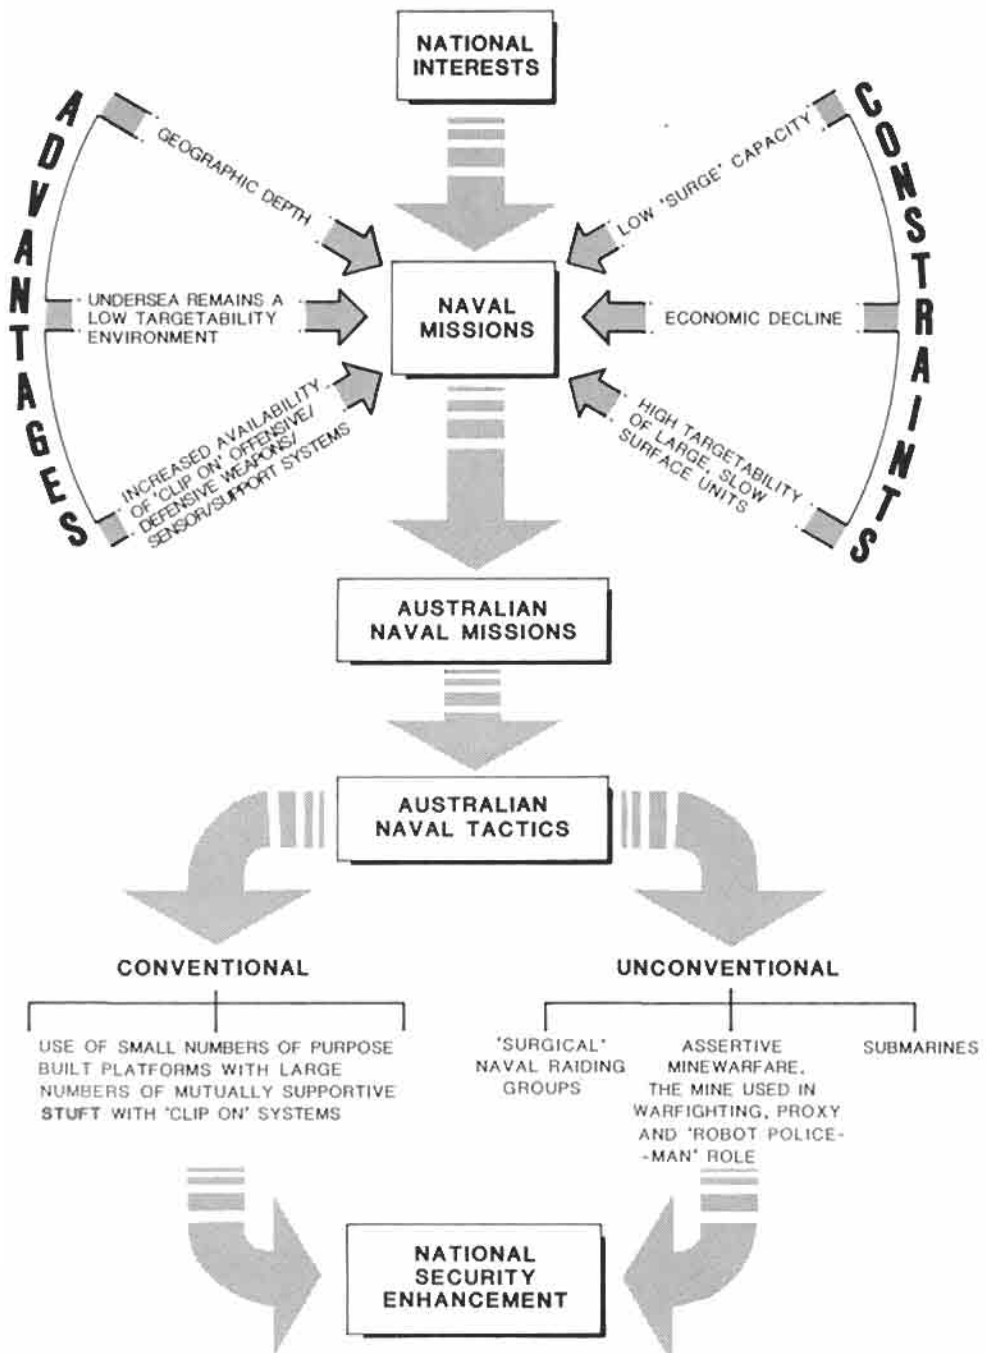 NATIONAL
INTERESTS
ADVANTAGES
CONSTRAINTS
GEOGRAPHIC DEPTH
LOW 'SURGE' CAPACITY
UNDERSEA REMAINS A
LOW TARGETABILITY
ENVIRONMENT
NAVAL
MISSIONS
ECONOMIC DECLINE
INCREASED AVAILABILITY
OF 'CLIP ON' OFFENSIVE/
DEFENSIVE WEAPONS/
SENSOR/SUPPORT SYSTEMS
HIGH TARGETABILITY
OF LARGE, SLOW
SURFACE UNITS
AUSTRALIAN
NAVAL MISSIONS
AUSTRALIAN
NAVAL TACTICS
CONVENTIONAL
UNCONVENTIONAL
USE OF SMALL NUMBERS OF PURPOSE
BUILT PLATFORMS WITH LARGE
NUMBERS OF MUTUALLY SUPPORTIVE
STUFT WITH 'CLIP ON' SYSTEMS
'SURGICAL'
NAVAL RAIDING
GROUPS
ASSERTIVE
MINEWARFARE,
THE MINE USED IN
WARFIGHTING, PROXY
AND 'ROBOT POLICE-
-MAN' ROLE
SUBMARINES
NATIONAL
SECURITY
ENHANCEMENT